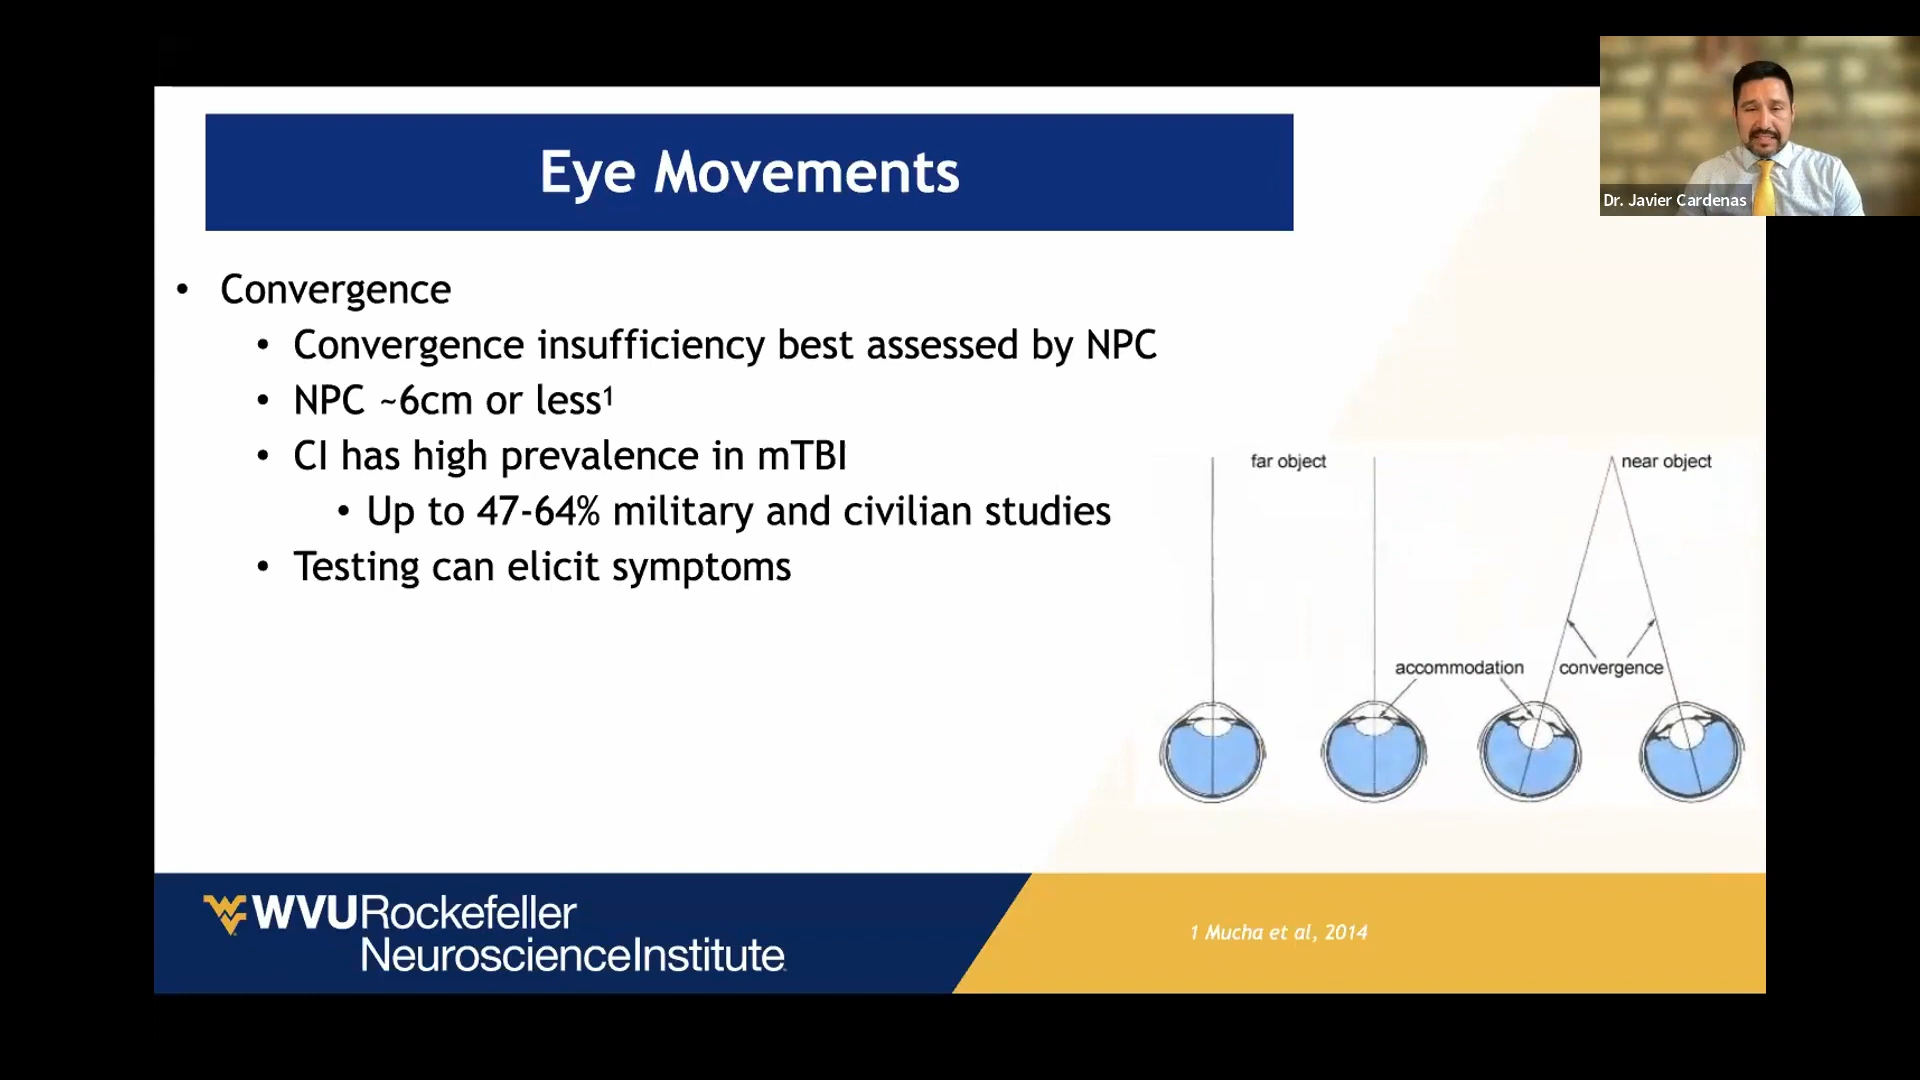 Eye Movements
Dr. Javier Cardenas
• Convergence
• Convergence insufficiency best assessed by NPC
• NPC ~6cm or less¹
• CI has high prevalence in mTBI
• Up to 47-64% military and civilian studies
• Testing can elicit symptoms
far object
near object
accommodation
convergence
WVURockefeller
NeuroscienceInstitute
1 Mucha et al, 2014